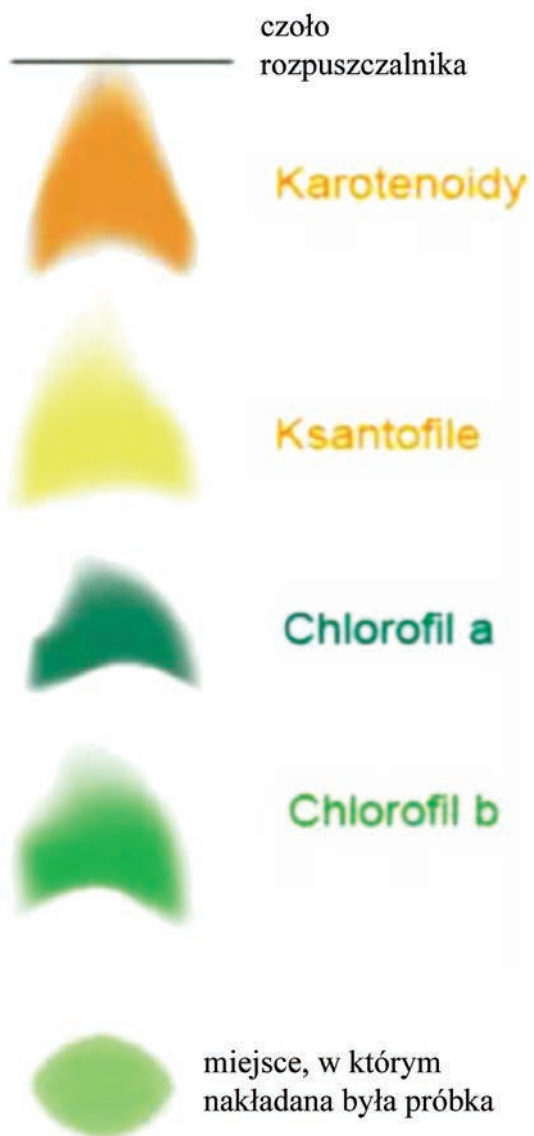 czoło
rozpuszczalnika
Karotenoidy
Ksantofile
Chlorofil a
Chlorofil b
miejsce, w którym
nakładana była próbka